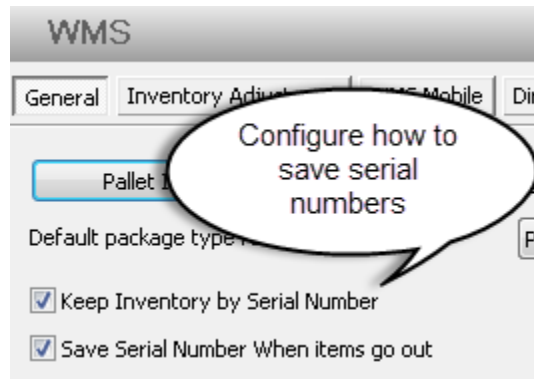 WMS
General
Inventory Adju
Mobile
Configure how to
save serial
numbers
Pallet
Default package type
Keep Inventory by Serial Number
Save Serial Number When items go out